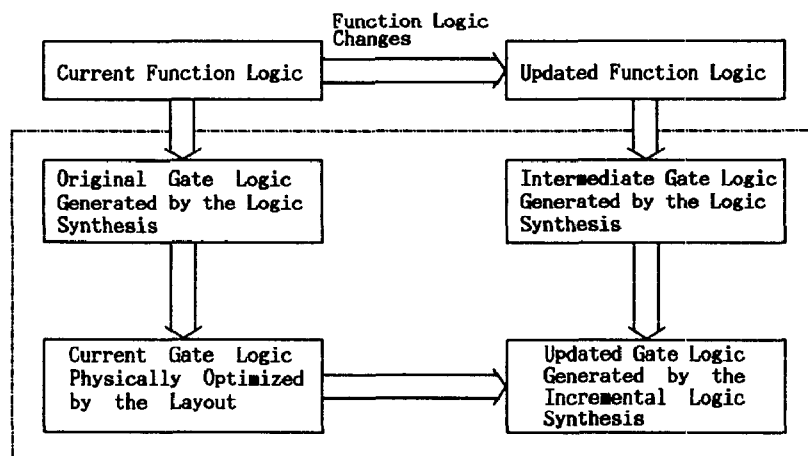 Function Logic
Changes
Current Function Logic
Updated Function Logic
Original Gate Logic
Generated by the Logic
Synthesis
Intermediate Gate Logic
Generated by the Logic
Synthesis
Current Gate Logic
Physically Optimized
by the Layout
Updated Gate Logic
Generated by the
Incremental Logic
Synthesis